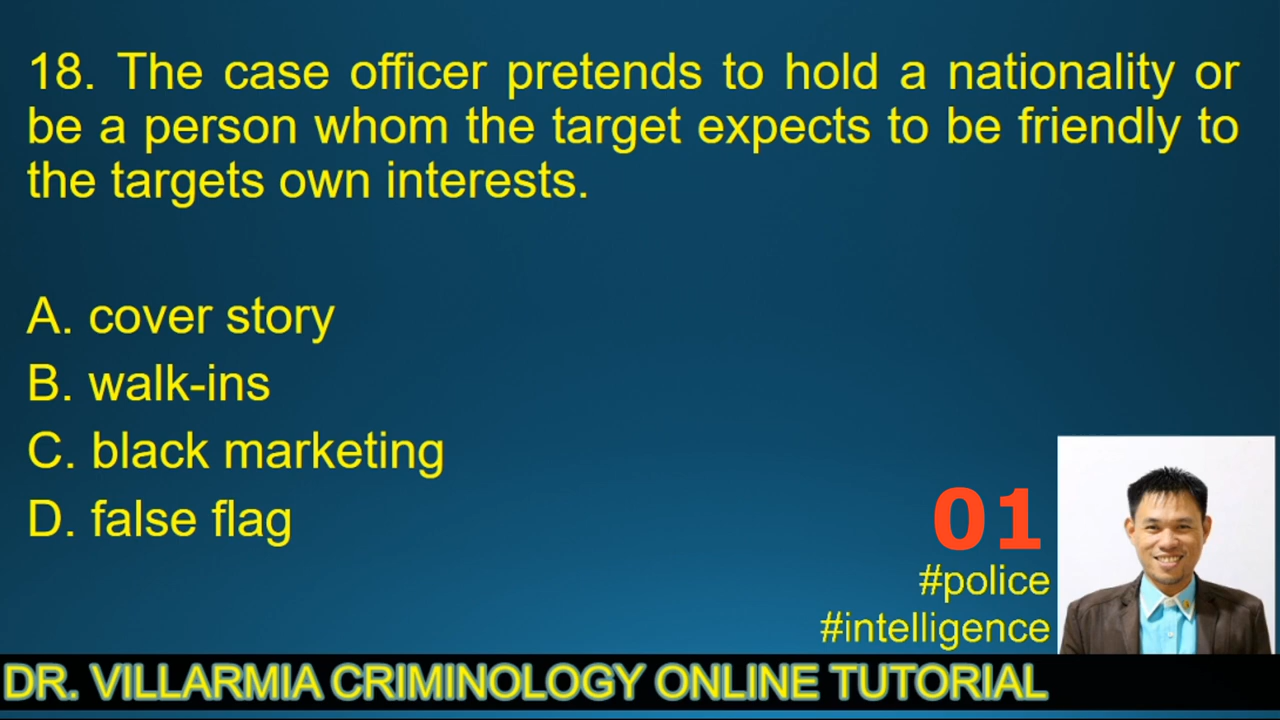 18. The case officer pretends to hold a nationality or
be a person whom the target expects to be friendly to
the targets own interests.
A. cover story
B. walk-ins
C. black marketing
D. false flag
01
#police
#intelligence
DR. VILLARMIA CRIMINOLOGY ONLINE TUTORIAL